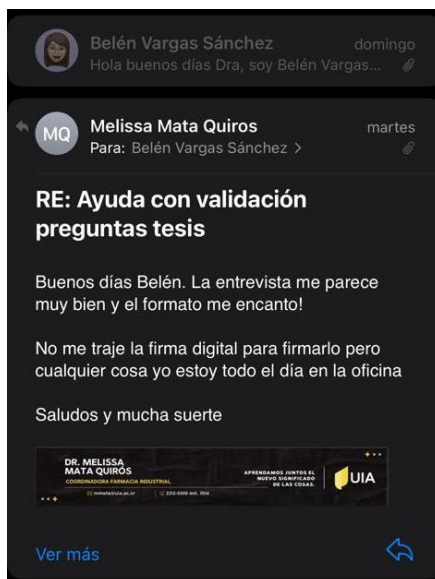 Belén Vargas Sánchez domingo
Hola buenos días Dra, soy Belén Vargas...
MQ Melissa Mata Quiros martes
Para: Belén Vargas Sánchez >
RE: Ayuda con validación
preguntas tesis
Buenos días Belén. La entrevista me parece
muy bien y el formato me encanto!
No me traje la firma digital para firmarlo pero
cualquier cosa yo estoy todo el día en la oficina
Saludos y mucha suerte
DR. MELISSA
MATA QUIRÓS
COORDINADORA FARMACIA INDUSTRIAL
APRENDAMOS JUNTOS EL
NUEVO SIGNIFICADO
DE LAS COSAS.
UIA
Ver más